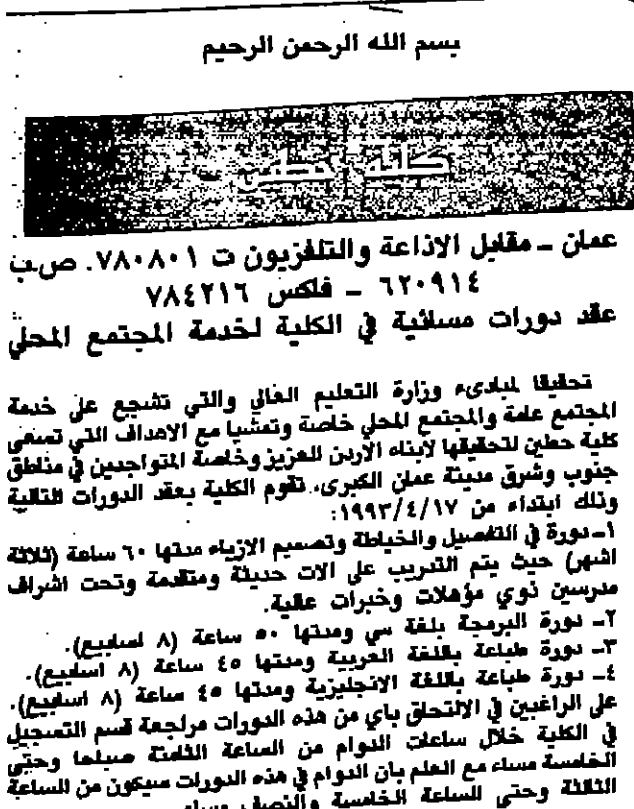 بسم الله الرحمن الرحيم
كلية حطين
عمان ــ مقابل الاذاعة والتلفزيون ت ٧٨٠٨٠١. ص.ب
٦٢٠٩١٤ ــ فاكس ٧٨٤٢١٦
عقد دورات مسائية في الكلية لخدمة المجتمع المحلي
تحقيقا لمبادىء وزارة التعليم العالي والتي تشجع على خدمة
المجتمع عامة والمجتمع المحلي خاصة وتمشيا مع الاهداف التي تسعى
كلية حطين لتحقيقها لابناء الاردن العزيز وخاصة المتواجدين في مناطق
جنوب وشرق مدينة عمان الكبرى، تقوم الكلية بعقد الدورات التالية
وذلك ابتداء من ١٩٩٣/٤/١٧:
١ــ دورة في التفصيل والخياطة وتصميم الازياء مدتها ٦٠ ساعة (ثلاثة
اشهر) حيث يتم التدريب على الات حديثة ومتقدمة وتحت اشراف
مدرسين ذوي مؤهلات وخبرات عالية.
٢ــ دورة البرمجة بلغة سي ومدتها ٥٠ ساعة (٨ اسابيع).
٣ــ دورة طباعة باللغة العربية ومدتها ٤٥ ساعة (٨ اسابيع).
٤ــ دورة طباعة باللغة الانجليزية ومدتها ٤٥ ساعة (٨ اسابيع).
على الراغبين في الالتحاق باي من هذه الدورات مراجعة قسم التسجيل
في الكلية خلال ساعات الدوام من الساعة الثامنة صباحا وحتى
الخامسة مساء مع العلم بان الدوام في هذه الدورات سيكون من الساعة
الثالثة وحتى الساعة الخامسة والنصف مساء